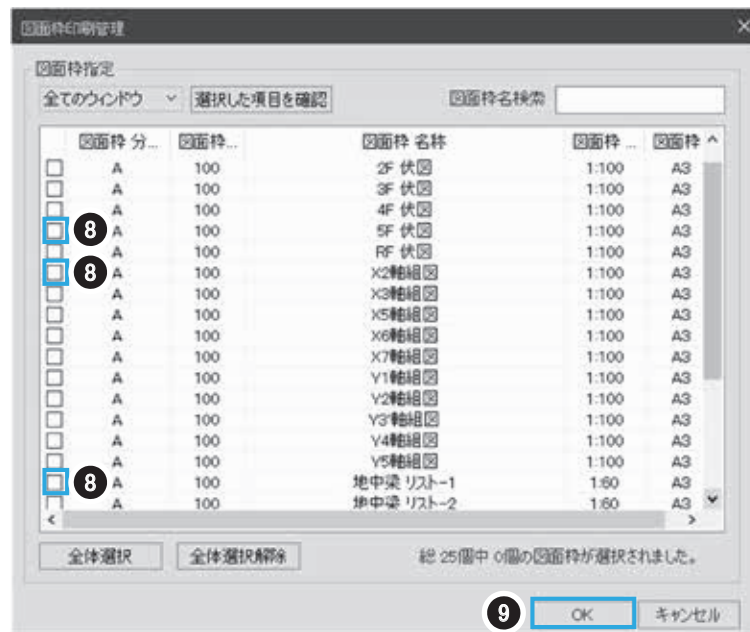 図面枠印刷管理 ×
図面枠指定
全てのウィンドウ 選択した項目を確認 図面枠名検索
図面枠 分... 図面枠... 図面枠 名称 図面枠 ... 図面枠
A 100 2F 伏図 1:100 A3
A 100 3F 伏図 1:100 A3
A 100 4F 伏図 1:100 A3
8 A 100 5F 伏図 1:100 A3
A 100 RF 伏図 1:100 A3
8 A 100 X2軸組図 1:100 A3
A 100 X3軸組図 1:100 A3
A 100 X5軸組図 1:100 A3
A 100 X6軸組図 1:100 A3
A 100 X7軸組図 1:100 A3
A 100 Y1軸組図 1:100 A3
A 100 Y2軸組図 1:100 A3
A 100 Y3'軸組図 1:100 A3
A 100 Y4軸組図 1:100 A3
A 100 Y5軸組図 1:100 A3
8 A 100 地中梁 リスト-1 1:60 A3
A 100 地中梁 リスト-2 1:60 A3
全体選択 全体選択解除 総 25個中 0個の図面枠が選択されました。
9 OK キャンセル